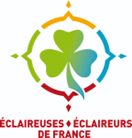 ÉCLAIREUSES ♦ ÉCLAIREURS
DE FRANCE